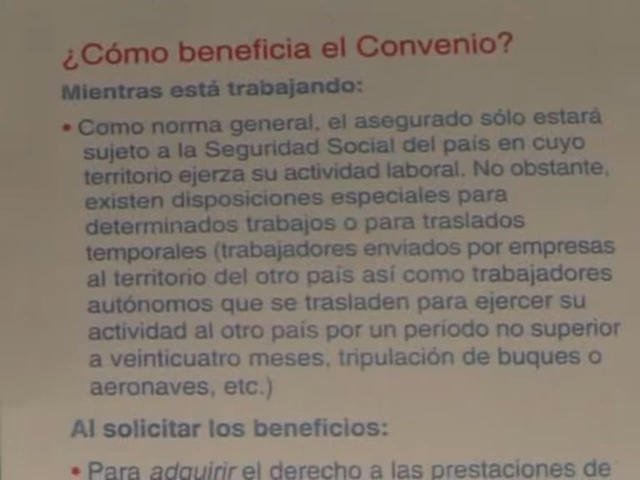 ¿Cómo beneficia el Convenio?
Mientras está trabajando:
• Como norma general, el asegurado sólo estará
sujeto a la Seguridad Social del país en cuyo
territorio ejerza su actividad laboral. No obstante,
existen disposiciones especiales para
determinados trabajos o para traslados
temporales (trabajadores enviados por empresas
al territorio del otro país así como trabajadores
autónomos que se trasladen para ejercer su
actividad al otro país por un período no superior
a veinticuatro meses, tripulación de buques o
aeronaves, etc.)
Al solicitar los beneficios:
• Para adquirir el derecho a las prestaciones de